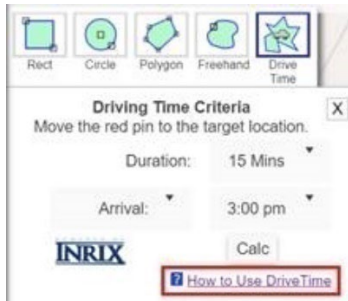 Rect Circle Polygon Freehand Drive Time
Driving Time Criteria X
Move the red pin to the target location.
Duration: 15 Mins
Arrival: 3:00 pm
INRIX Calc
? How to Use DriveTime